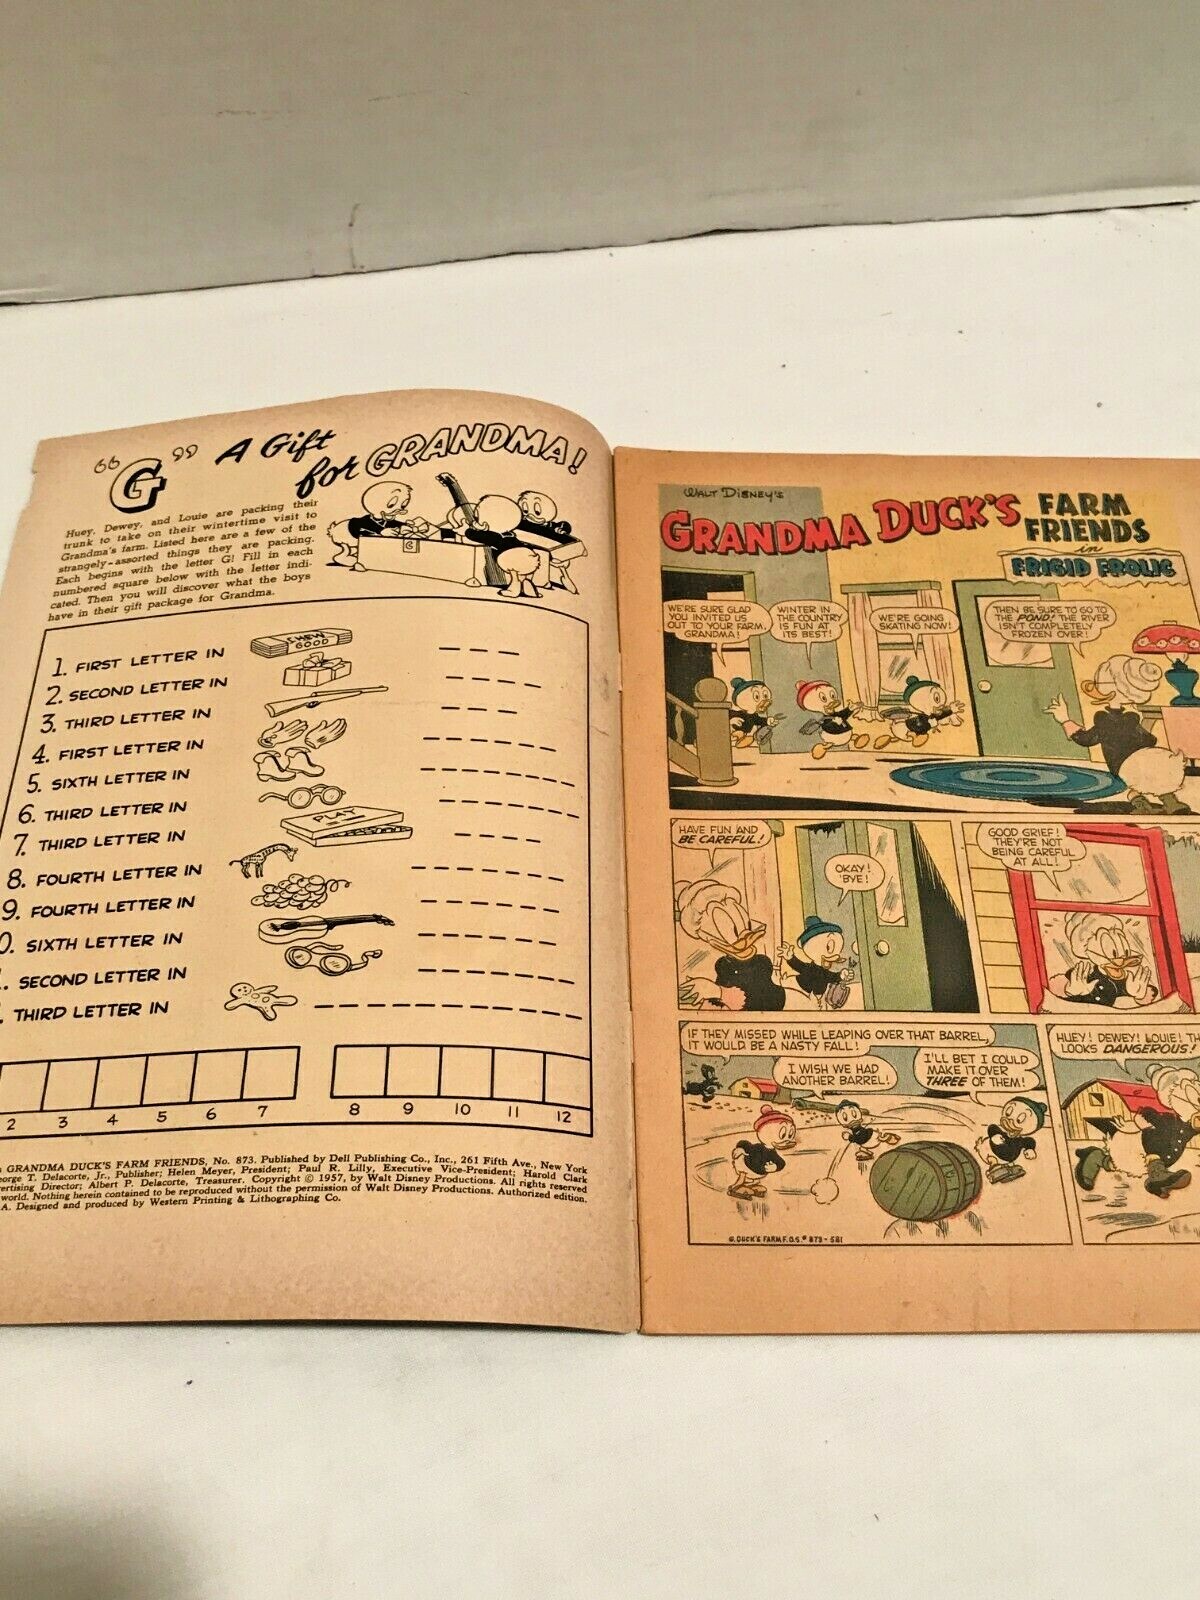 "G" A Gift
for GRANDMA!
Huey, Dewey, and Louie are packing their
trunk to take on their wintertime visit to
Grandma's farm. Listed here are a few of the
strangely-assorted things they are packing.
Each begins with the letter G! Fill in each
numbered square below with the letter indi-
cated. Then you will discover what the boys
have in their gift package for Grandma.
1. FIRST LETTER IN
CHEW
GOOD
2. SECOND LETTER IN
3. THIRD LETTER IN
4. FIRST LETTER IN
5. SIXTH LETTER IN
6. THIRD LETTER IN
PLAY
7. THIRD LETTER IN
8. FOURTH LETTER IN
9. FOURTH LETTER IN
0. SIXTH LETTER IN
. SECOND LETTER IN
. THIRD LETTER IN
2 3 4 5 6 7 8 9 10 11 12
GRANDMA DUCK'S FARM FRIENDS, No. 873. Published by Dell Publishing Co., Inc., 261 Fifth Ave., New York
eorge T. Delacorte, Jr., Publisher; Helen Meyer, President; Paul R. Lilly, Executive Vice-President; Harold Clark
vertising Director; Albert P. Delacorte, Treasurer. Copyright © 1957, by Walt Disney Productions. All rights reserved
world. Nothing herein contained to be reproduced without the permission of Walt Disney Productions. Authorized edition.
A. Designed and produced by Western Printing & Lithographing Co.
WALT DISNEY'S
GRANDMA DUCK'S FARM
FRIENDS
in
FRIGID FROLIC
WE'RE SURE GLAD
YOU INVITED US
OUT TO YOUR FARM,
GRANDMA!
WINTER IN
THE COUNTRY
IS FUN AT
ITS BEST!
WE'RE GOING
SKATING NOW!
THEN BE SURE TO GO TO
THE POND! THE RIVER
ISN'T COMPLETELY
FROZEN OVER!
HAVE FUN AND
BE CAREFUL!
OKAY!
'BYE!
GOOD GRIEF!
THEY'RE NOT
BEING CAREFUL
AT ALL!
IF THEY MISSED WHILE LEAPING OVER THAT BARREL,
IT WOULD BE A NASTY FALL!
I WISH WE HAD
ANOTHER BARREL!
I'LL BET I COULD
MAKE IT OVER
THREE OF THEM!
G. DUCK'S FARM F. O.S. # 873-581
HUEY! DEWEY! LOUIE! TH
LOOKS DANGEROUS!